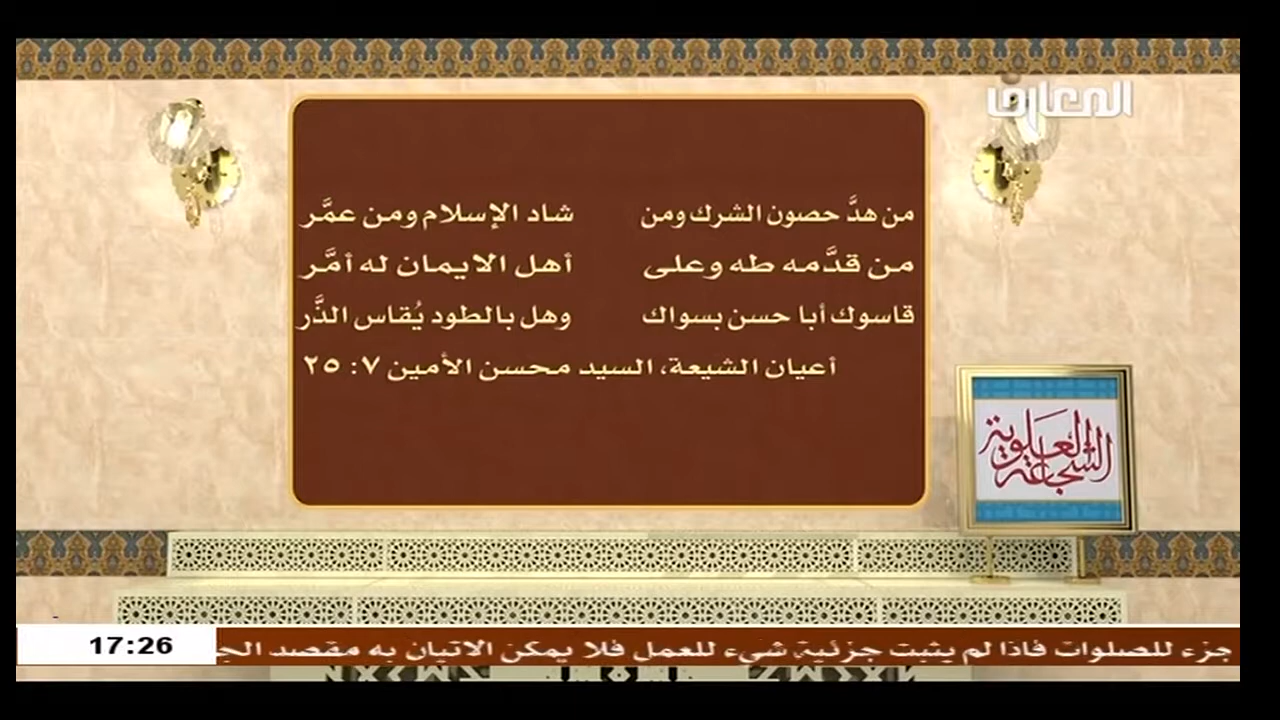 المعارف
من هدَّ حصون الشرك ومن شاد الإسلام ومن عمَّر
من قدَّمه طه وعلى أهل الايمان له أمَّر
قاسوك أبا حسن بسواك وهل بالطود يُقاس الذَّر
أعيان الشيعة، السيد محسن الأمين ٧: ٢٥
الشجاعة العلوية
17:26
جزء للصلوات فاذا لم يثبت جزئية شيء للعمل فلا يمكن الاتيان به مقصد الج